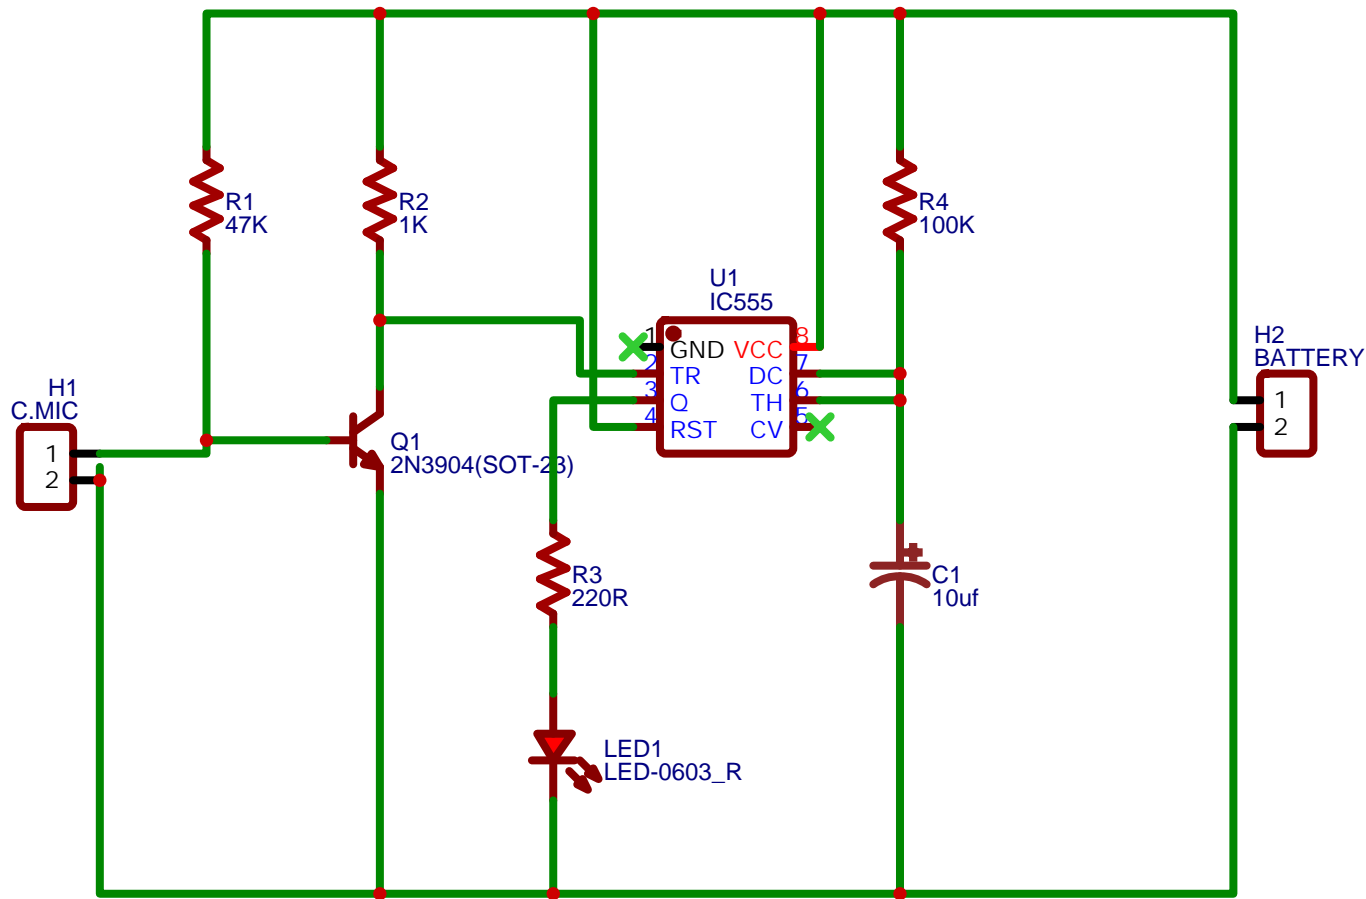 R1
47K
R2
1K
R4
100K
U1
IC555
1
GND
VCC
8
2
TR
DC
7
3
Q
TH
6
4
RST
CV
5
H2
BATTERY
1
2
H1
C.MIC
1
2
Q1
2N3904(SOT-23)
R3
220R
C1
10uf
LED1
LED-0603_R